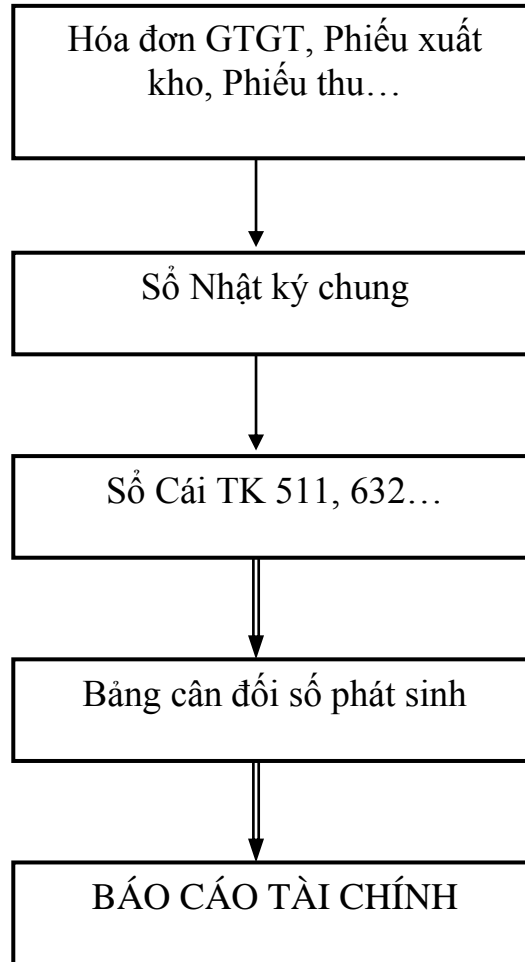 Hóa đơn GTGT, Phiếu xuất
kho, Phiếu thu…
Sổ Nhật ký chung
Sổ Cái TK 511, 632…
Bảng cân đối số phát sinh
BÁO CÁO TÀI CHÍNH